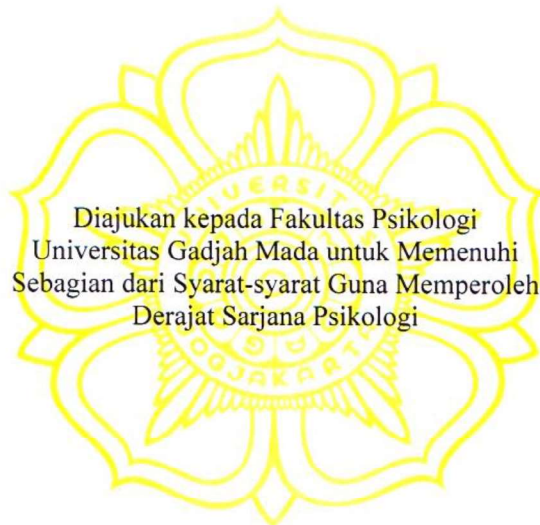 Diajukan kepada Fakultas Psikologi
Universitas Gadjah Mada untuk Memenuhi
Sebagian dari Syarat-syarat Guna Memperoleh
Derajat Sarjana Psikologi